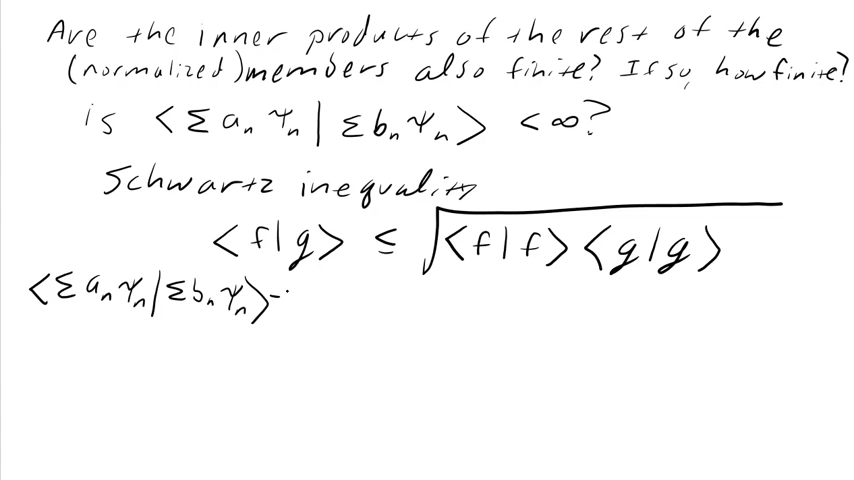 Are the inner products of the rest of the
(normalized) members also finite? If so, how finite?
is <Σ aₙ Ψₙ | Σ bₙ Ψₙ> < ∞?
Schwartz inequality
<f|g> ≤ √<f|f> <g|g>
<Σ aₙ Ψₙ | Σ bₙ Ψₙ> -